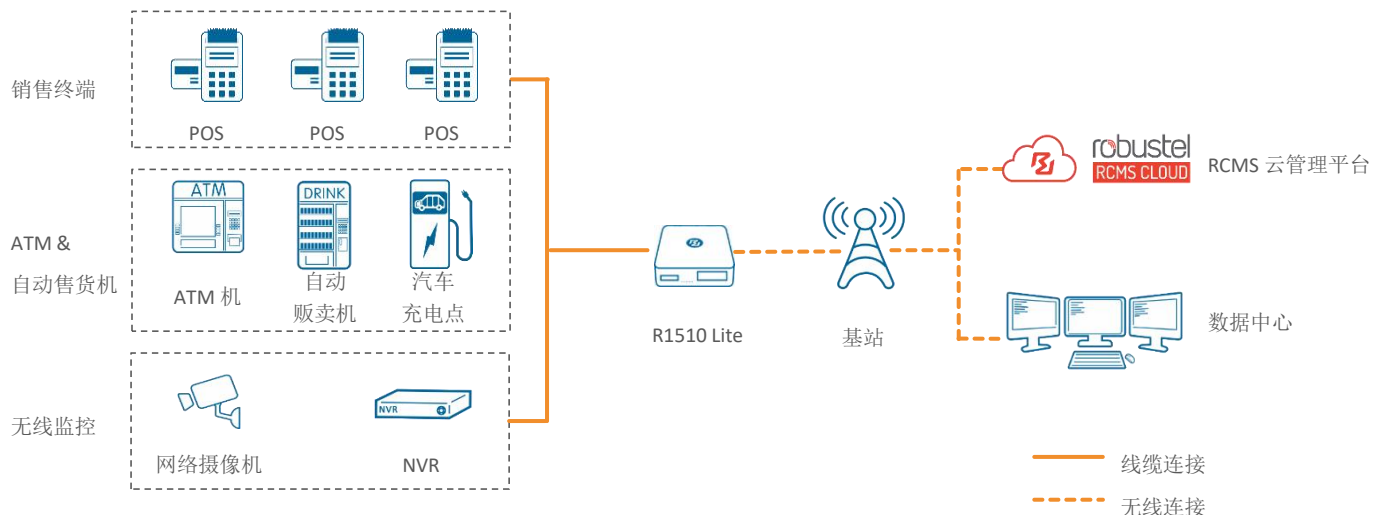 销售终端
POS
POS
POS
ATM &
自动售货机
ATM
DRINK
ATM 机
自动
贩卖机
汽车
充电点
无线监控
NVR
网络摄像机
NVR
R1510 Lite
基站
robustel
RCMS CLOUD
RCMS 云管理平台
数据中心
线缆连接
无线连接